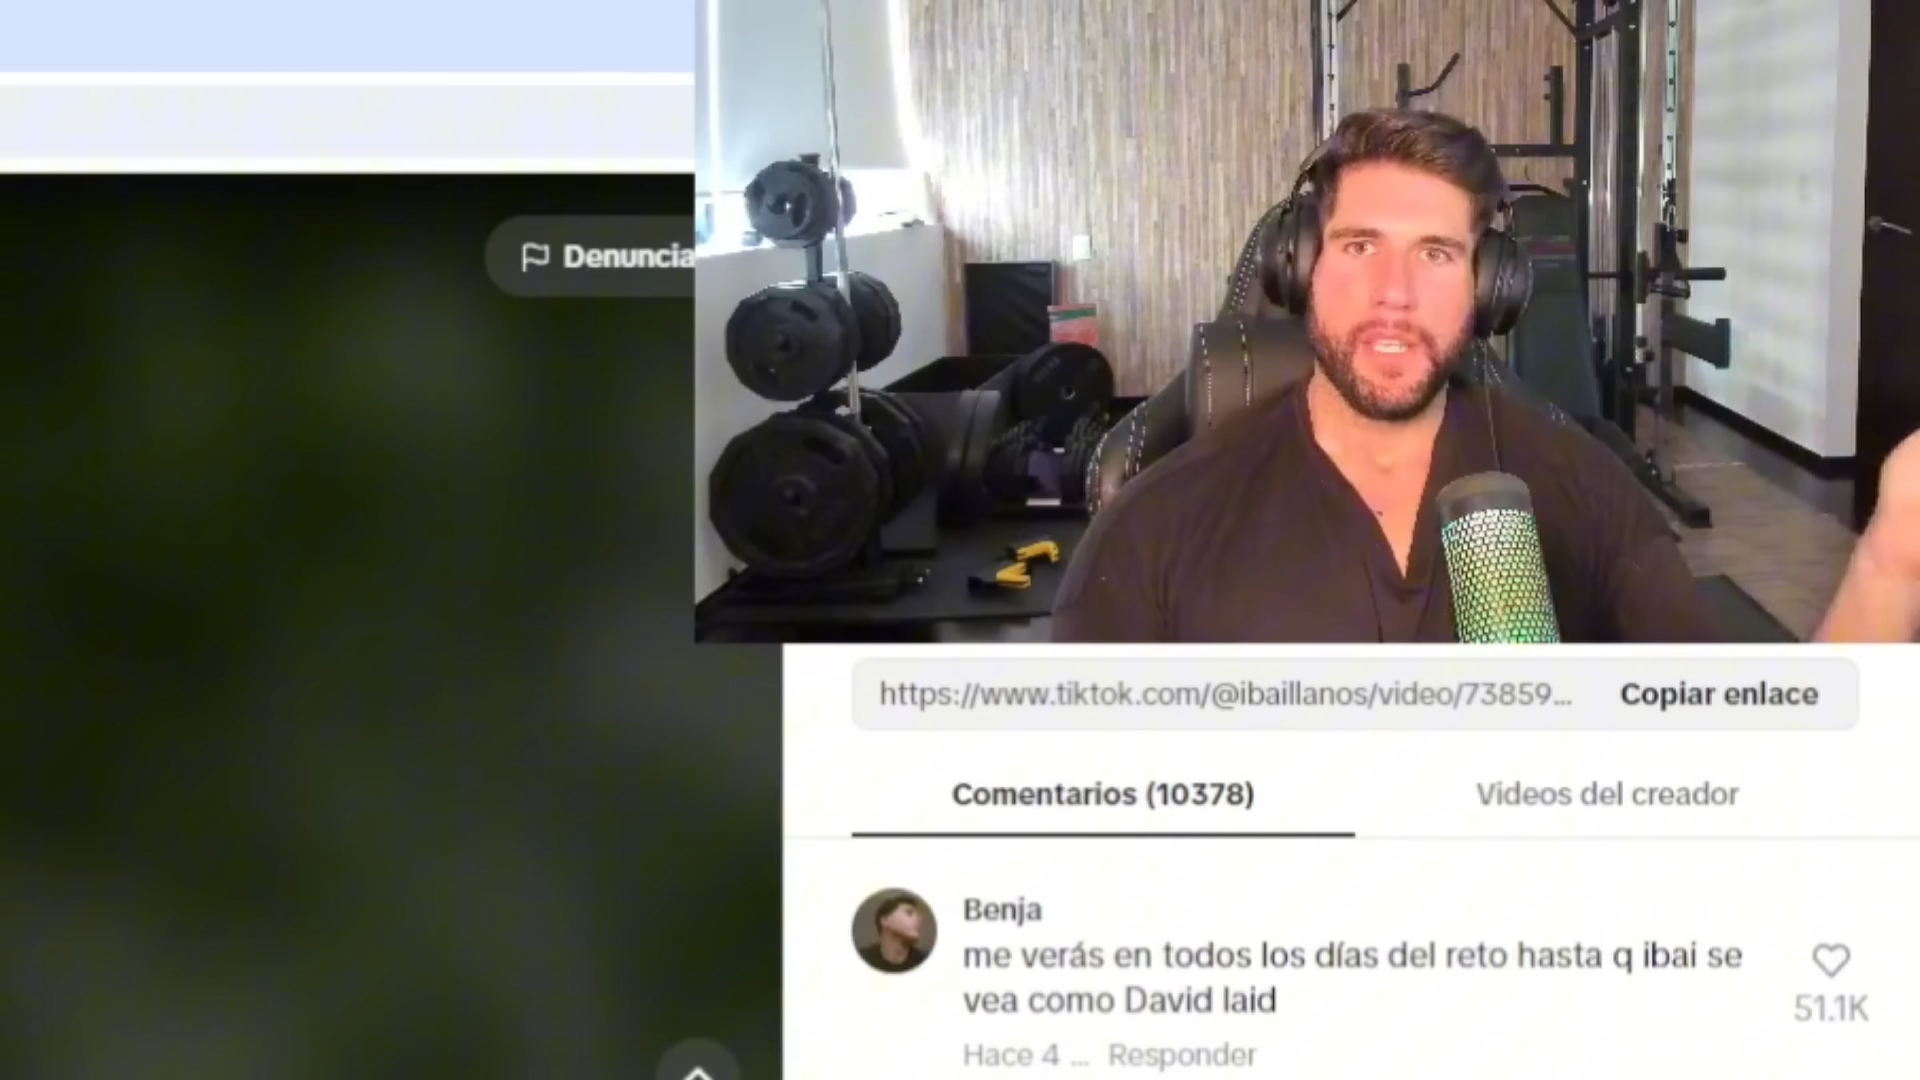 Denuncia
https://www.tiktok.com/@ibaillanos/video/73859... Copiar enlace
Comentarios (10378) Videos del creador
Benja
me verás en todos los días del reto hasta q ibai se
vea como David laid
51.1K
Hace 4 ... Responder